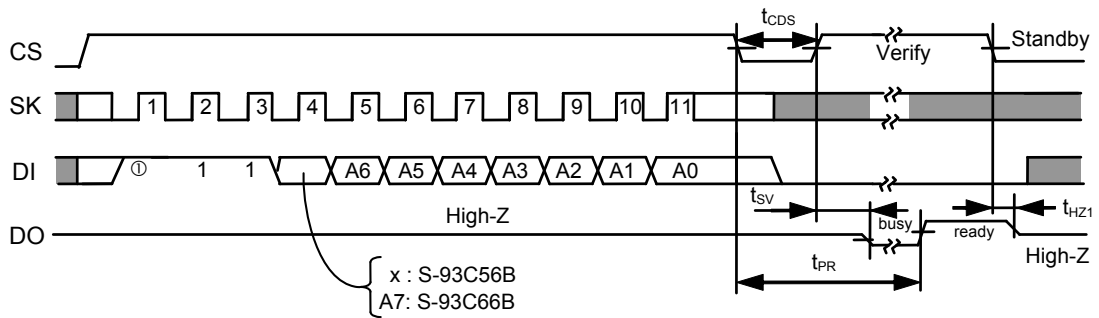 tCDS
CS Verify Standby
SK 1 2 3 4 5 6 7 8 9 10 11
DI ① 1 1 A6 A5 A4 A3 A2 A1 A0
tSV
busy
ready
tHZ1
High-Z
DO
tPR
High-Z
x : S-93C56B
A7: S-93C66B